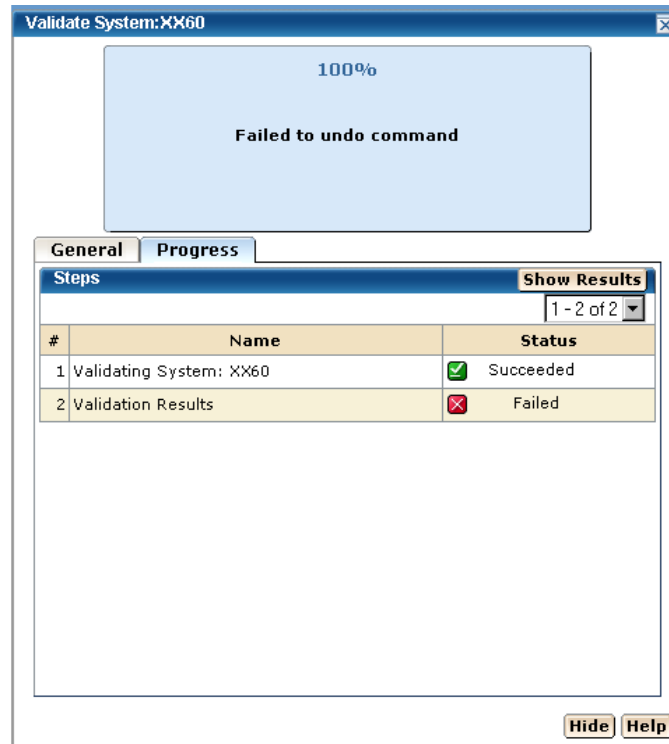 Validate System:XX60
100%
Failed to undo command
General Progress
Steps Show Results
1 - 2 of 2
# Name Status
1 Validating System: XX60 Succeeded
2 Validation Results Failed
Hide Help